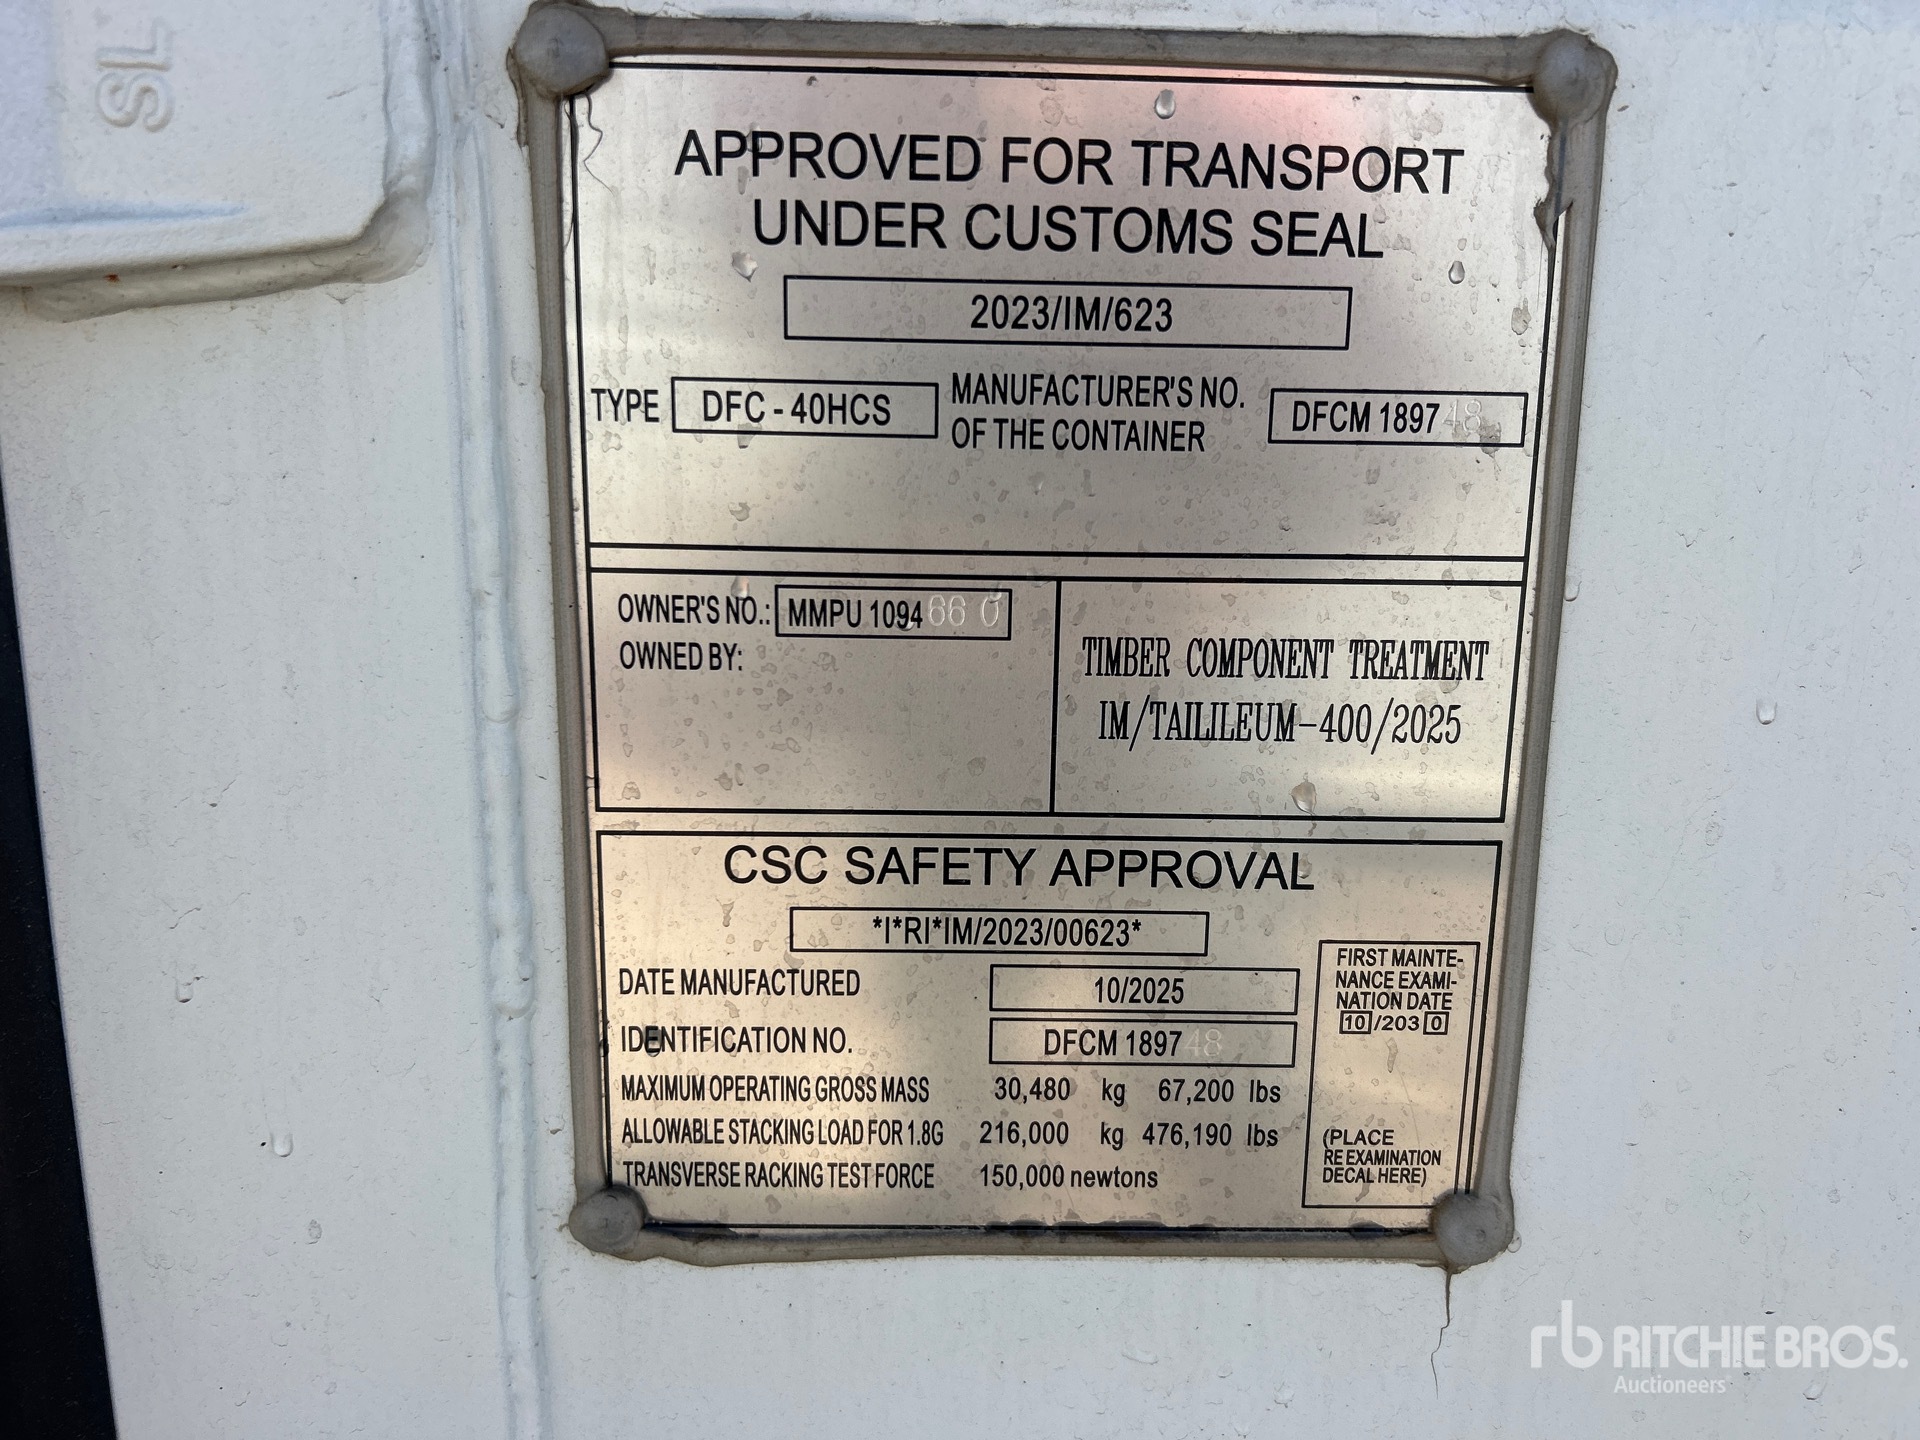 SL
APPROVED FOR TRANSPORT
UNDER CUSTOMS SEAL
2023/IM/623
TYPE DFC - 40HCS MANUFACTURER'S NO. OF THE CONTAINER DFCM 189748
OWNER'S NO.: MMPU 1094660
OWNED BY:
TIMBER COMPONENT TREATMENT
IM/TAILILEUM-400/2025
CSC SAFETY APPROVAL
*I*RI*IM/2023/00623*
DATE MANUFACTURED 10/2025
IDENTIFICATION NO. DFCM 189748
MAXIMUM OPERATING GROSS MASS 30,480 kg 67,200 lbs
ALLOWABLE STACKING LOAD FOR 1.8G 216,000 kg 476,190 lbs
TRANSVERSE RACKING TEST FORCE 150,000 newtons
FIRST MAINTE-
NANCE EXAMI-
NATION DATE
10/2030
(PLACE
RE EXAMINATION
DECAL HERE)
rb RITCHIE BROS.
Auctioneers